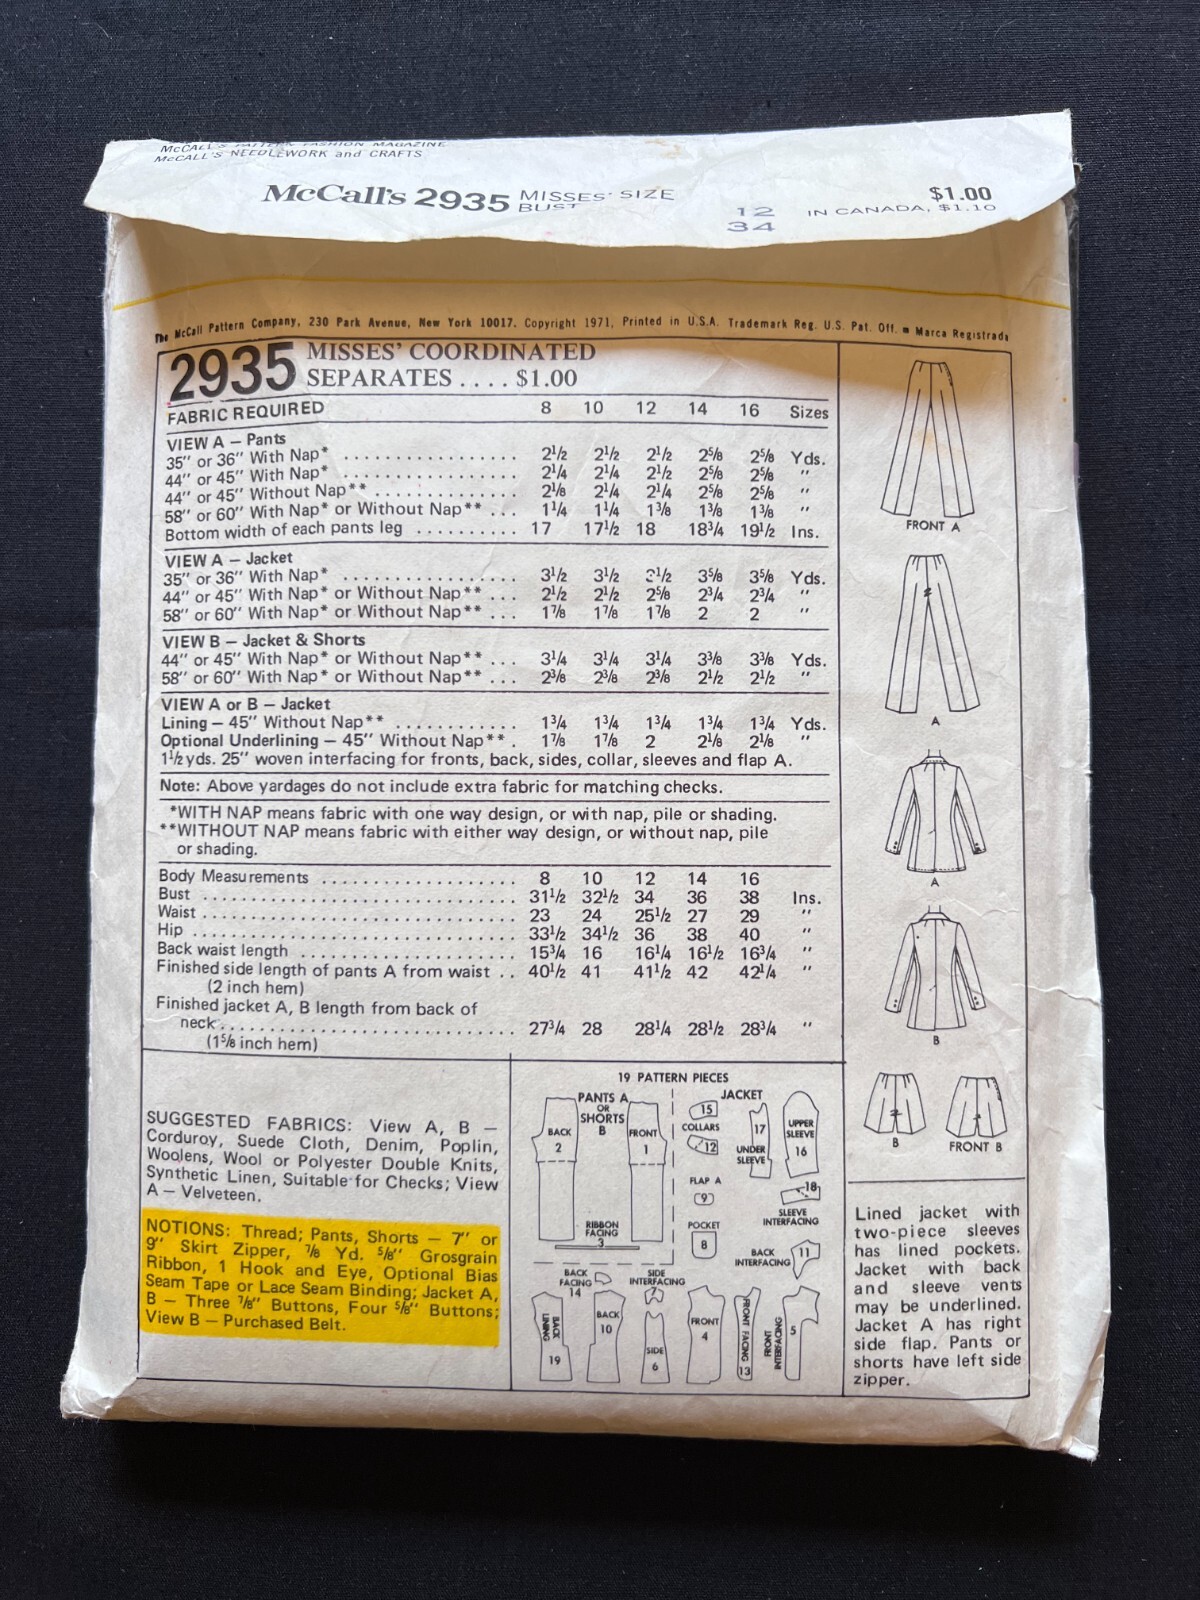 McCALL'S PATTERN FASHION MAGAZINE
McCALL'S NEEDLEWORK and CRAFTS
McCall's 2935 MISSES' SIZE 12 $1.00
BUST 34 IN CANADA, $1.10
The McCall Pattern Company, 230 Park Avenue, New York 10017. Copyright 1971, Printed in U.S.A. Trademark Reg. U.S. Pat. Off. ■ Marca Registrada
2935 MISSES' COORDINATED
SEPARATES .... $1.00
FABRIC REQUIRED 8 10 12 14 16 Sizes
VIEW A – Pants
35" or 36" With Nap* .................. 2½ 2½ 2½ 2⅝ 2⅝ Yds.
44" or 45" With Nap* .................. 2¼ 2¼ 2½ 2⅝ 2⅝ "
44" or 45" Without Nap** .............. 2⅛ 2¼ 2¼ 2⅝ 2⅝ "
58" or 60" With Nap* or Without Nap** ... 1¼ 1¼ 1⅜ 1⅜ 1⅜ "
Bottom width of each pants leg .......... 17 17½ 18 18¾ 19½ Ins.
VIEW A – Jacket
35" or 36" With Nap* .................. 3½ 3½ 3½ 3⅝ 3⅝ Yds.
44" or 45" With Nap* or Without Nap** ... 2½ 2½ 2⅝ 2¾ 2¾ "
58" or 60" With Nap* or Without Nap** ... 1⅞ 1⅞ 1⅞ 2 2 "
VIEW B – Jacket & Shorts
44" or 45" With Nap* or Without Nap** ... 3¼ 3¼ 3¼ 3⅜ 3⅜ Yds.
58" or 60" With Nap* or Without Nap** ... 2⅜ 2⅜ 2⅜ 2½ 2½ "
VIEW A or B – Jacket
Lining – 45" Without Nap** ............ 1¾ 1¾ 1¾ 1¾ 1¾ Yds.
Optional Underlining – 45" Without Nap** . 1⅞ 1⅞ 2 2⅛ 2⅛ "
1½ yds. 25" woven interfacing for fronts, back, sides, collar, sleeves and flap A.
Note: Above yardages do not include extra fabric for matching checks.
*WITH NAP means fabric with one way design, or with nap, pile or shading.
**WITHOUT NAP means fabric with either way design, or without nap, pile
or shading.
Body Measurements .................... 8 10 12 14 16
Bust ................................ 31½ 32½ 34 36 38 Ins.
Waist ................................ 23 24 25½ 27 29 "
Hip ................................. 33½ 34½ 36 38 40 "
Back waist length ....................... 15¾ 16 16¼ 16½ 16¾ "
Finished side length of pants A from waist .. 40½ 41 41½ 42 42¼ "
(2 inch hem)
Finished jacket A, B length from back of
neck .............................. 27¾ 28 28¼ 28½ 28¾ "
(1⅝ inch hem)
SUGGESTED FABRICS: View A, B –
Corduroy, Suede Cloth, Denim, Poplin,
Woolens, Wool or Polyester Double Knits,
Synthetic Linen, Suitable for Checks; View
A – Velveteen.
NOTIONS: Thread; Pants, Shorts – 7" or
9" Skirt Zipper, ⅞ Yd. ⅝" Grosgrain
Ribbon, 1 Hook and Eye, Optional Bias
Seam Tape or Lace Seam Binding; Jacket A,
B – Three ⅞" Buttons, Four ⅝" Buttons;
View B – Purchased Belt.
19 PATTERN PIECES
PANTS A
OR
SHORTS
B
BACK
2
FRONT
1
RIBBON
FACING
3
JACKET
15
COLLARS
12
17
UNDER
SLEEVE
UPPER
SLEEVE
16
FLAP A
9
18
SLEEVE
INTERFACING
POCKET
8
BACK
INTERFACING
11
BACK
FACING
14
SIDE
INTERFACING
7
BACK
LINING
19
BACK
10
SIDE
6
FRONT
4
FRONT FACING
13
FRONT
INTERFACING
5
FRONT A
A
A
B
B
FRONT B
Lined jacket with
two-piece sleeves
has lined pockets.
Jacket with back
and sleeve vents
may be underlined.
Jacket A has right
side flap. Pants or
shorts have left side
zipper.